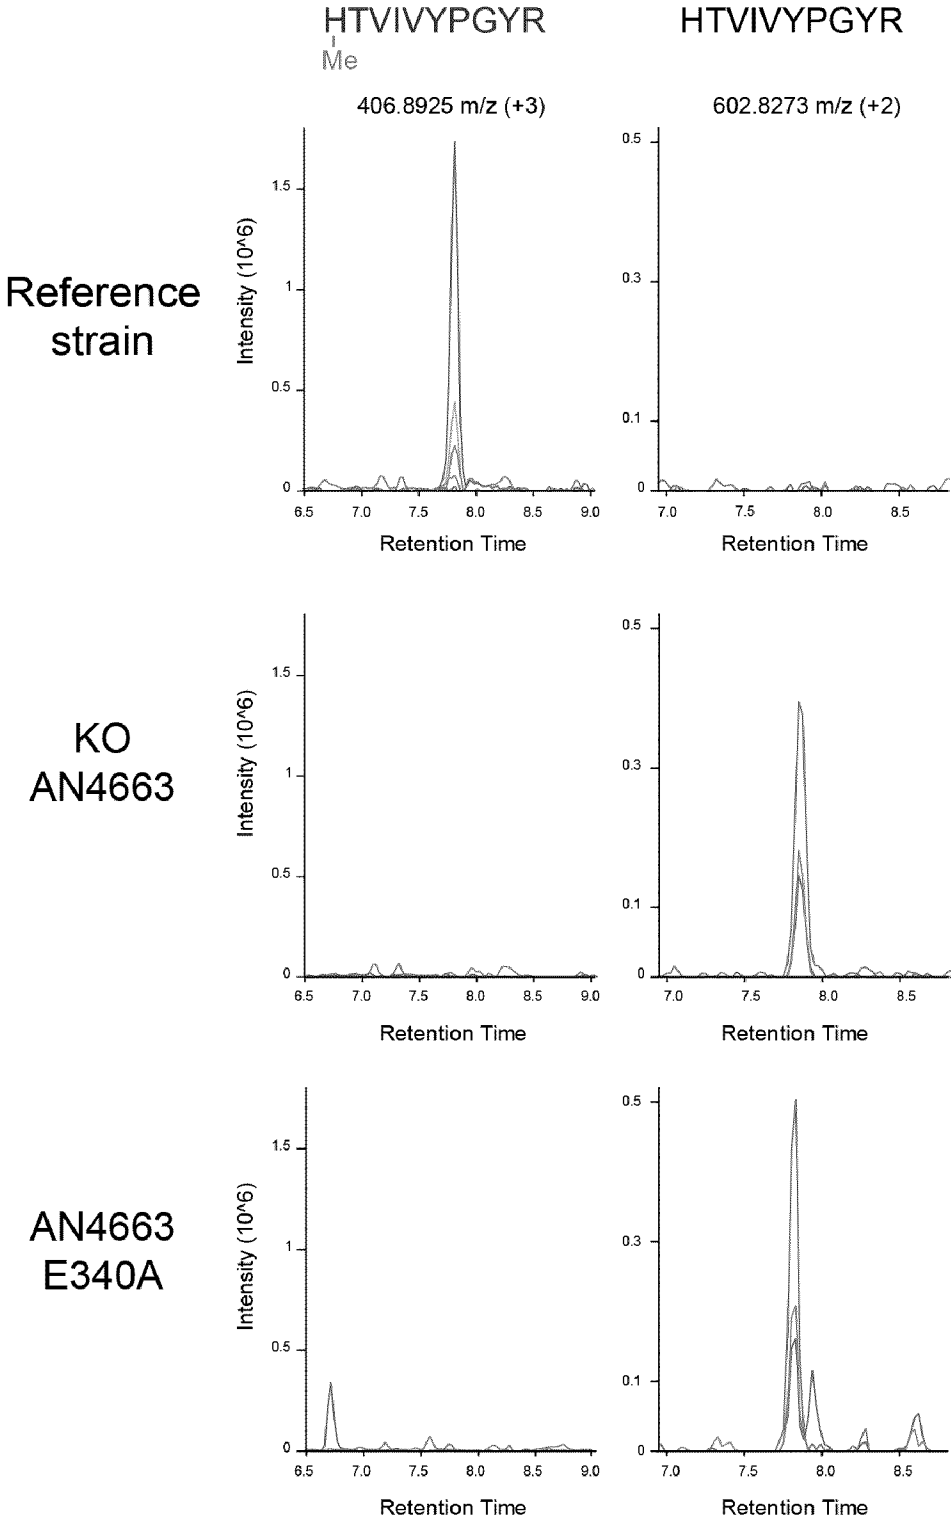 HTVIVYPGYR
Me
HTVIVYPGYR
406.8925 m/z (+3)
602.8273 m/z (+2)
Reference
strain
Intensity (10^6)
1.5
1
0.5
0
6.5 7.0 7.5 8.0 8.5 9.0
Retention Time
0.5
0.3
0.1
0
7.0 7.5 8.0 8.5
Retention Time
KO
AN4663
Intensity (10^6)
1.5
1
0.5
0
6.5 7.0 7.5 8.0 8.5 9.0
Retention Time
0.5
0.3
0.1
0
7.0 7.5 8.0 8.5
Retention Time
AN4663
E340A
Intensity (10^6)
1.5
1
0.5
0
6.5 7.0 7.5 8.0 8.5 9.0
Retention Time
0.5
0.3
0.1
0
7.0 7.5 8.0 8.5
Retention Time